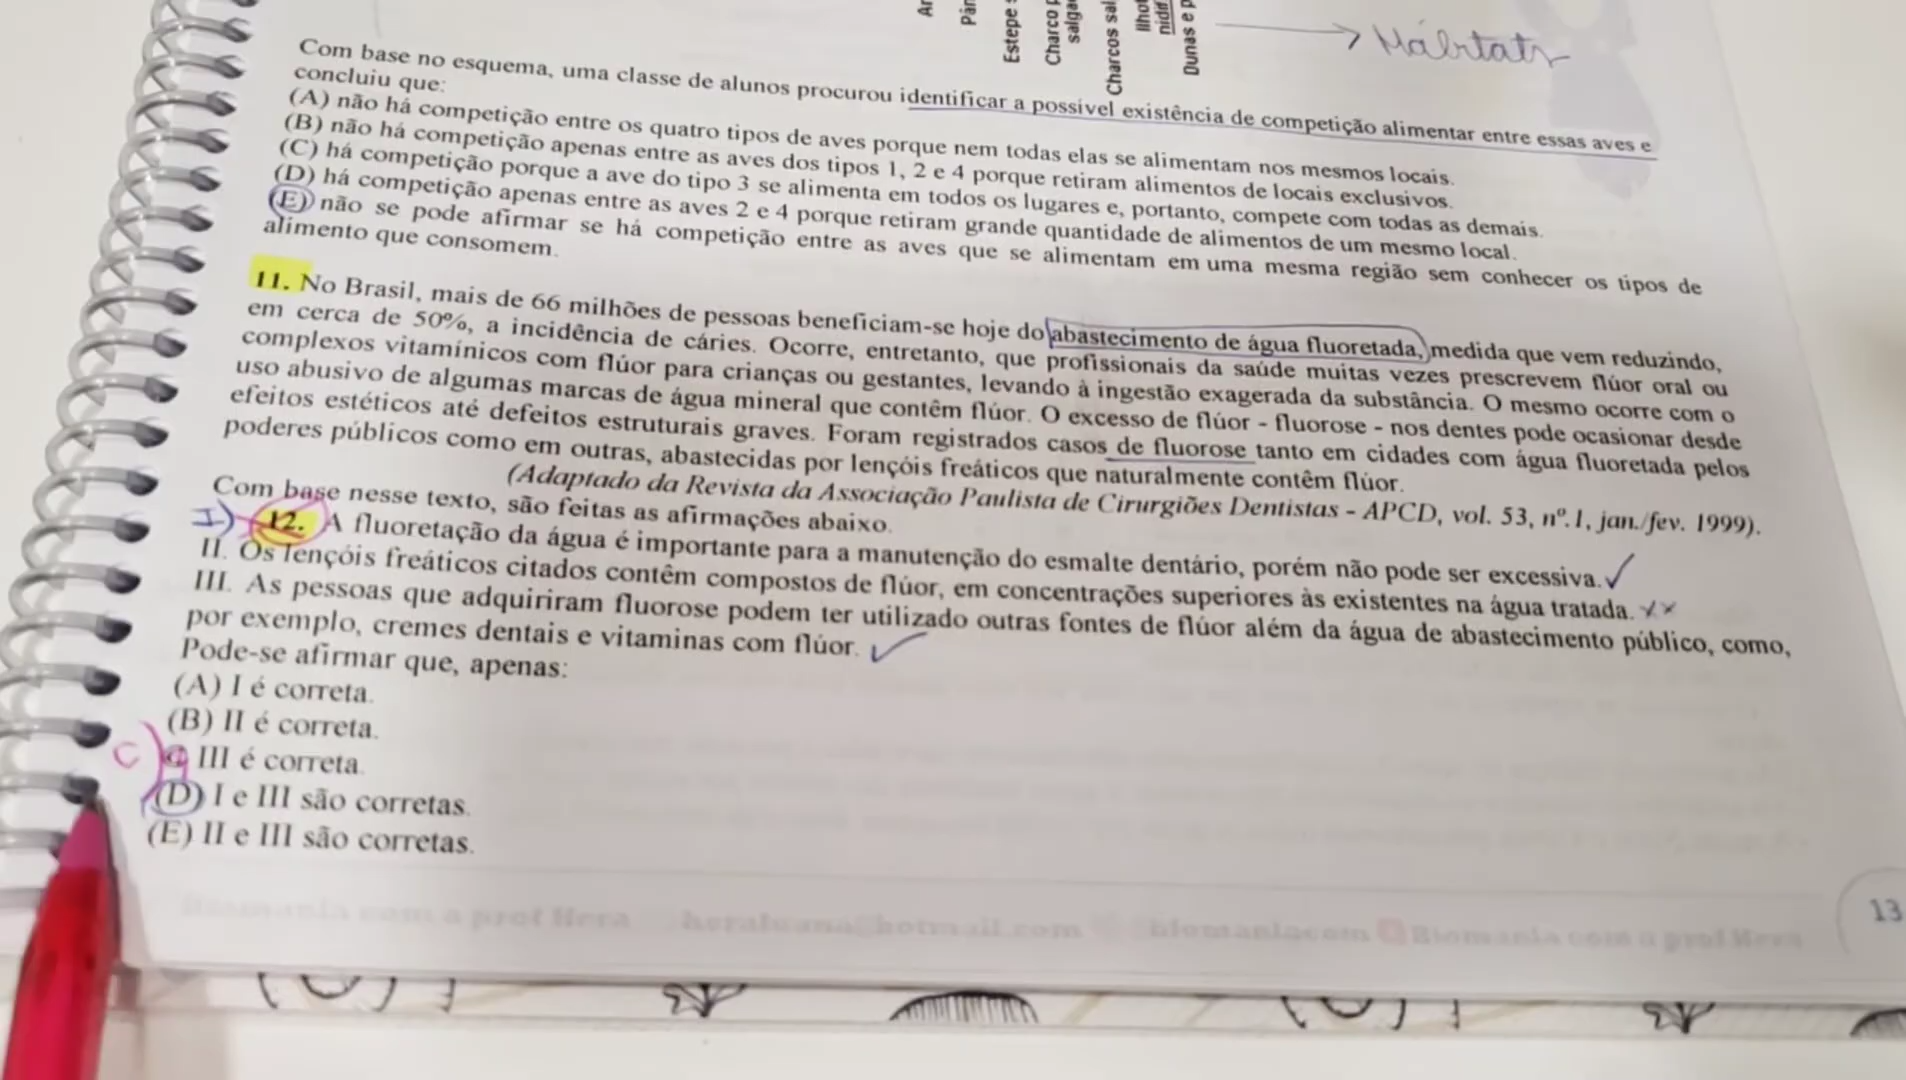 Estepe
Charco
salga
Charcos sal
Ilho
nidif
Dunas e p
Hábitats
Com base no esquema, uma classe de alunos procurou identificar a possível existência de competição alimentar entre essas aves e
concluiu que:
(A) não há competição entre os quatro tipos de aves porque nem todas elas se alimentam nos mesmos locais.
(B) não há competição apenas entre as aves dos tipos 1, 2 e 4 porque retiram alimentos de locais exclusivos.
(C) há competição porque a ave do tipo 3 se alimenta em todos os lugares e, portanto, compete com todas as demais.
(D) há competição apenas entre as aves 2 e 4 porque retiram grande quantidade de alimentos de um mesmo local.
(E) não se pode afirmar se há competição entre as aves que se alimentam em uma mesma região sem conhecer os tipos de
alimento que consomem.
11. No Brasil, mais de 66 milhões de pessoas beneficiam-se hoje do abastecimento de água fluoretada, medida que vem reduzindo,
em cerca de 50%, a incidência de cáries. Ocorre, entretanto, que profissionais da saúde muitas vezes prescrevem flúor oral ou
complexos vitamínicos com flúor para crianças ou gestantes, levando à ingestão exagerada da substância. O mesmo ocorre com o
uso abusivo de algumas marcas de água mineral que contêm flúor. O excesso de flúor - fluorose - nos dentes pode ocasionar desde
efeitos estéticos até defeitos estruturais graves. Foram registrados casos de fluorose tanto em cidades com água fluoretada pelos
poderes públicos como em outras, abastecidas por lençóis freáticos que naturalmente contêm flúor.
(Adaptado da Revista da Associação Paulista de Cirurgiões Dentistas - APCD, vol. 53, nº. 1, jan./fev. 1999).
Com base nesse texto, são feitas as afirmações abaixo.
I) 12. A fluoretação da água é importante para a manutenção do esmalte dentário, porém não pode ser excessiva. ✓
II. Os lençóis freáticos citados contêm compostos de flúor, em concentrações superiores às existentes na água tratada.
III. As pessoas que adquiriram fluorose podem ter utilizado outras fontes de flúor além da água de abastecimento público, como,
por exemplo, cremes dentais e vitaminas com flúor. ✓
Pode-se afirmar que, apenas:
(A) I é correta.
(B) II é correta.
C) III é correta.
(D) I e III são corretas.
(E) II e III são corretas.
13